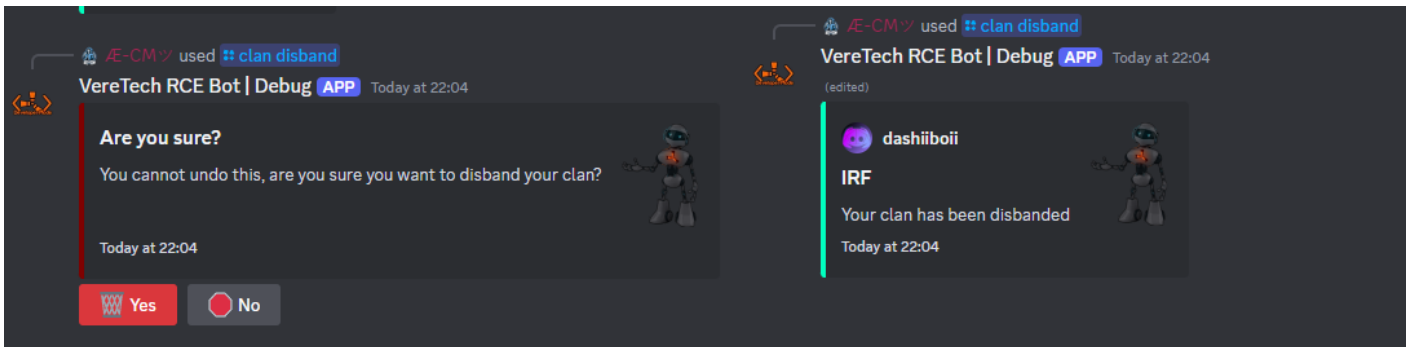 Æ-CMツ used clan disband
VereTech RCE Bot | Debug APP Today at 22:04
Are you sure?
You cannot undo this, are you sure you want to disband your clan?
Today at 22:04
Yes
No
Æ-CMツ used clan disband
VereTech RCE Bot | Debug APP Today at 22:04
(edited)
dashiiboii
IRF
Your clan has been disbanded
Today at 22:04